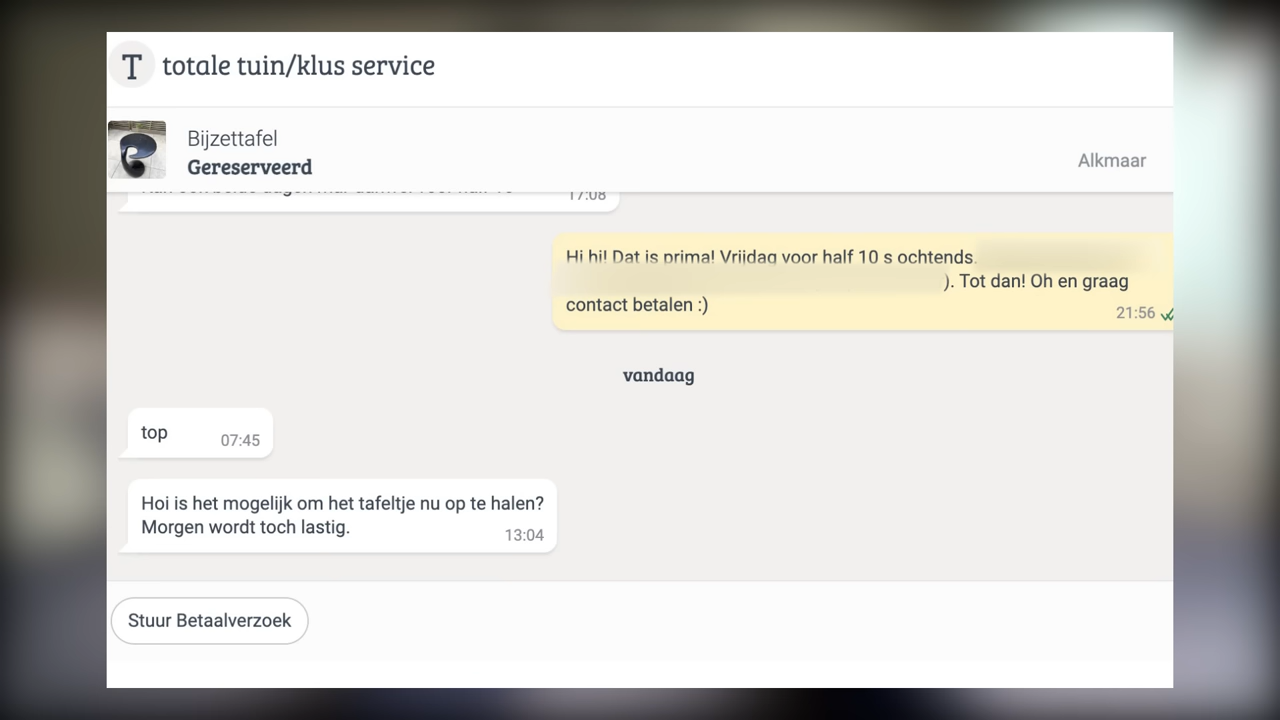 T totale tuin/klus service
Bijzettafel
Gereserveerd
Alkmaar
17:08
Hi hi! Dat is prima! Vrijdag voor half 10 s ochtends.
). Tot dan! Oh en graag
contact betalen :)
21:56
vandaag
top
07:45
Hoi is het mogelijk om het tafeltje nu op te halen?
Morgen wordt toch lastig.
13:04
Stuur Betaalverzoek